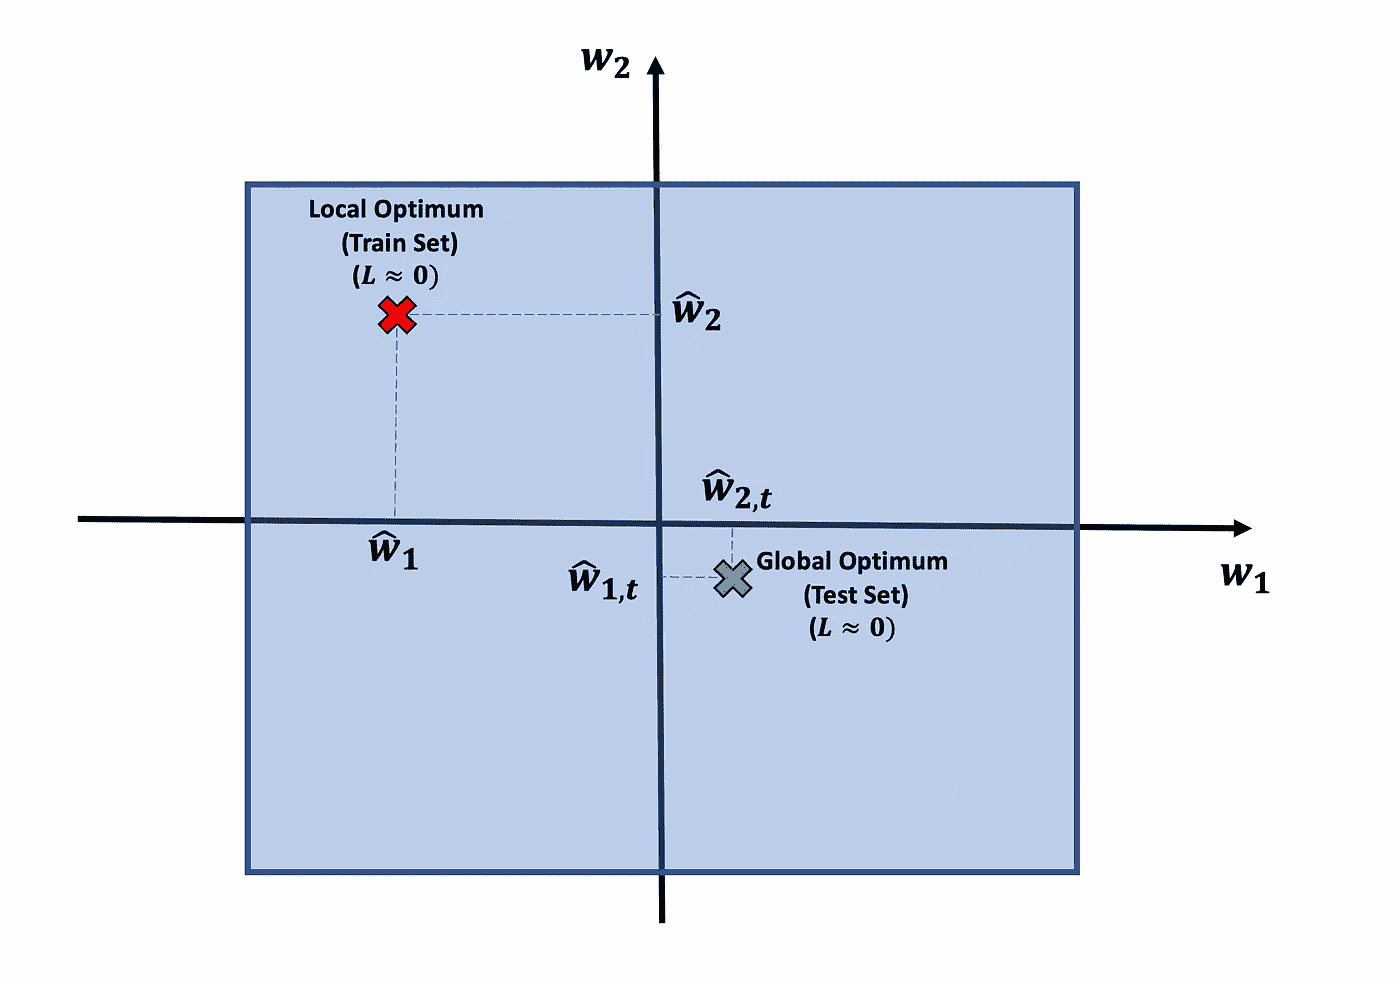 w₂
Local Optimum
(Train Set)
(L ≈ 0)
ŵ₂
ŵ₂,ₜ
ŵ₁
ŵ₁,ₜ
Global Optimum
(Test Set)
(L ≈ 0)
w₁